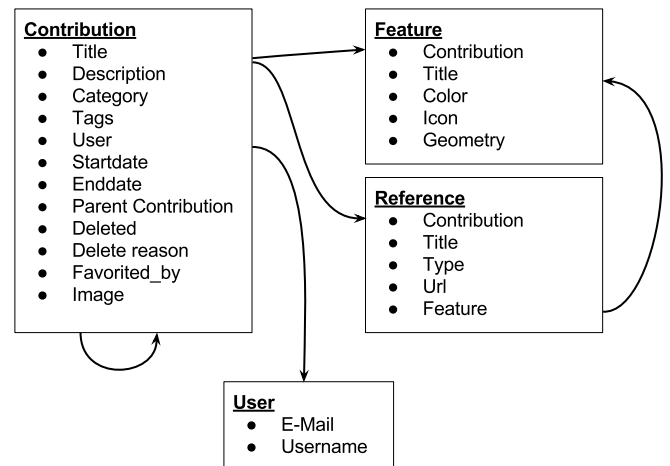 Contribution
● Title
● Description
● Category
● Tags
● User
● Startdate
● Enddate
● Parent Contribution
● Deleted
● Delete reason
● Favorited_by
● Image
Feature
● Contribution
● Title
● Color
● Icon
● Geometry
Reference
● Contribution
● Title
● Type
● Url
● Feature
User
● E-Mail
● Username